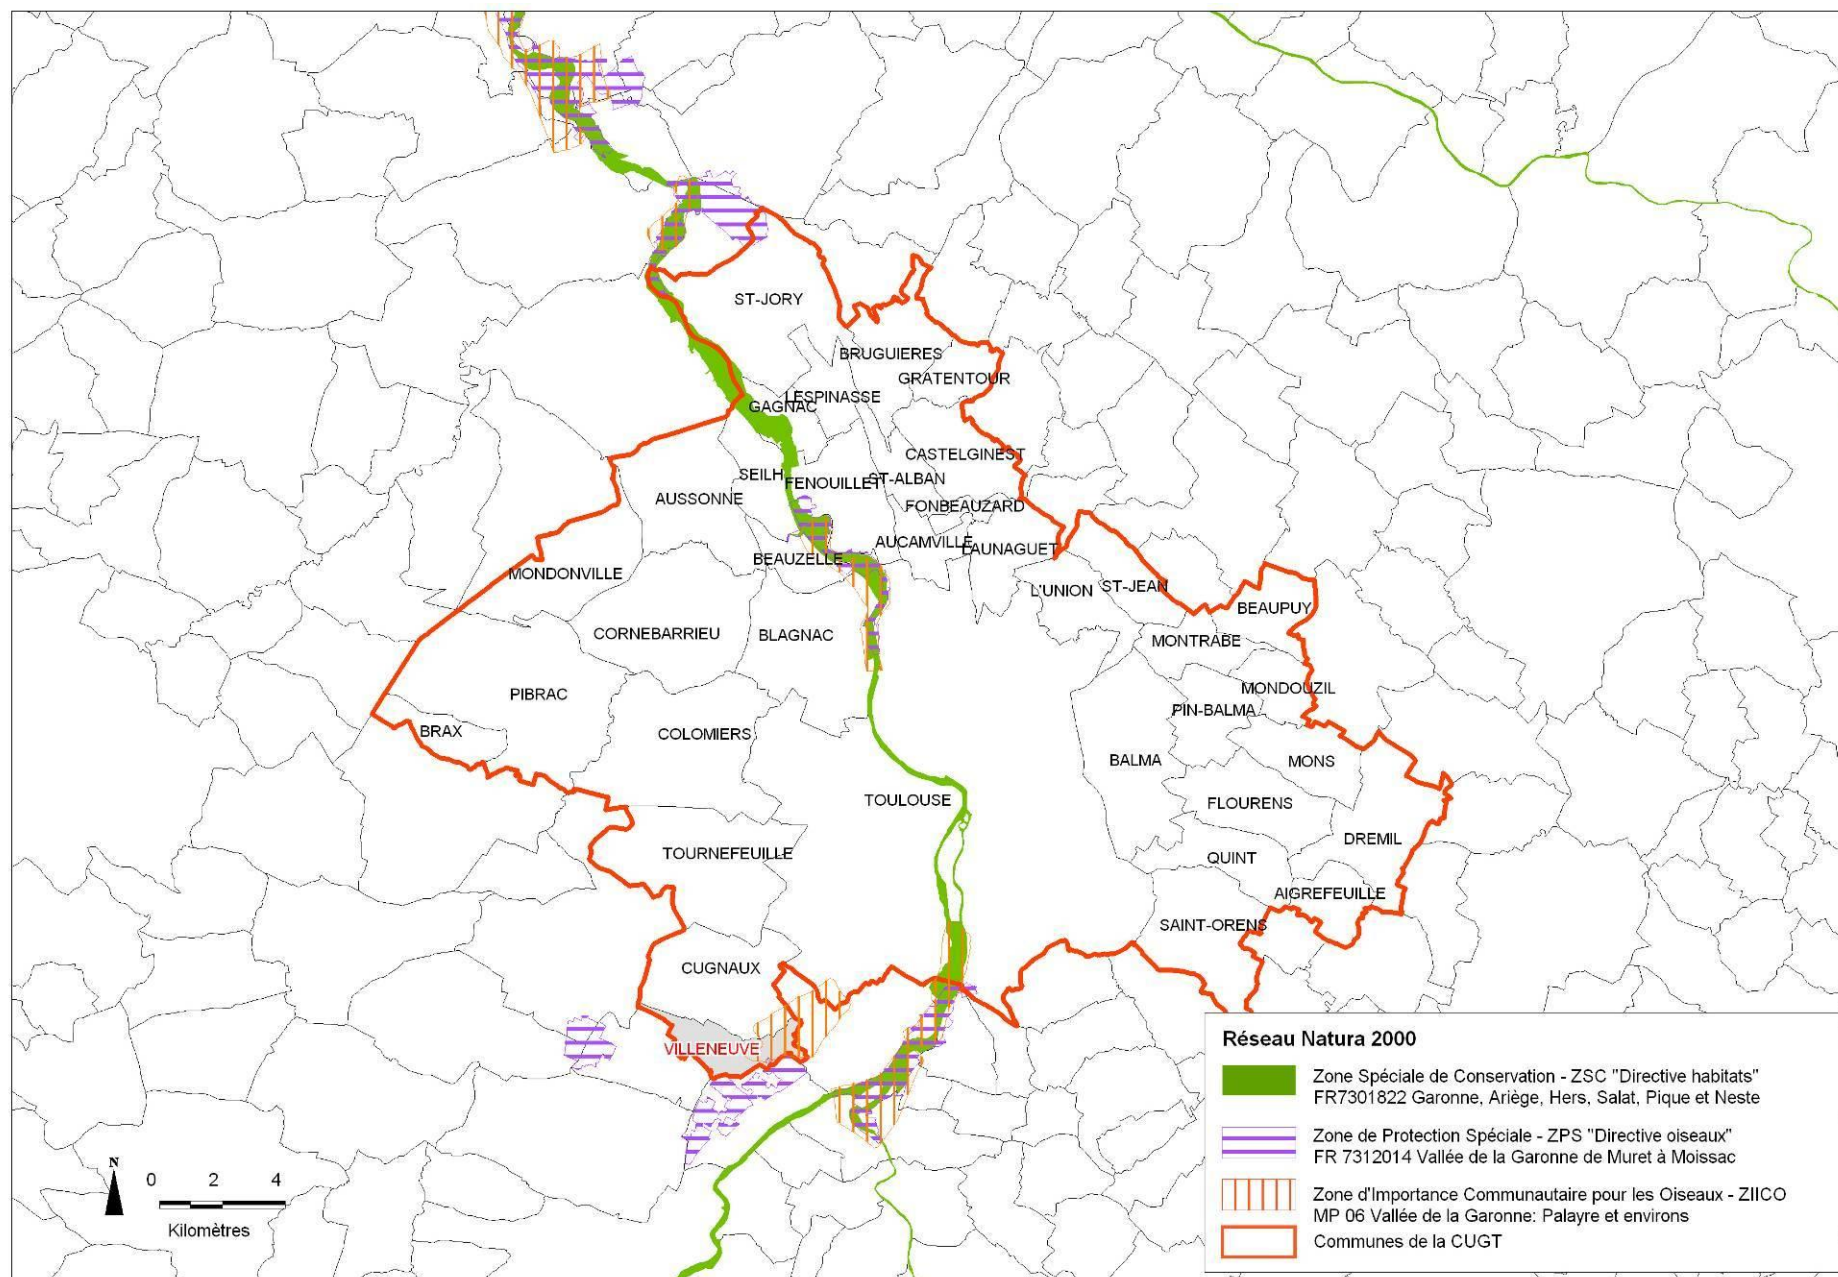 ST-JORY
BRUGUIERES
GRATENTOUR
LESPINASSE
GAGNAC
CASTELGINEST
SEILH
FENOUILLET
ST-ALBAN
AUSSONNE
FONBEAUZARD
AUCAMVILLE
LAUNAGUET
BEAUZELLE
MONDONVILLE
L'UNION
ST-JEAN
BEAUPUY
CORNEBARRIEU
BLAGNAC
MONTRABE
PIBRAC
MONDOUZIL
PIN-BALMA
BRAX
COLOMIERS
BALMA
MONS
TOULOUSE
FLOURENS
DREMIL
TOURNEFEUILLE
QUINT
AIGREFEUILLE
SAINT-ORENS
CUGNAUX
VILLENEUVE
N
0 2 4
Kilomètres
Réseau Natura 2000
Zone Spéciale de Conservation - ZSC "Directive habitats"
FR7301822 Garonne, Ariège, Hers, Salat, Pique et Neste
Zone de Protection Spéciale - ZPS "Directive oiseaux"
FR 7312014 Vallée de la Garonne de Muret à Moissac
Zone d'Importance Communautaire pour les Oiseaux - ZIICO
MP 06 Vallée de la Garonne: Palayre et environs
Communes de la CUGT